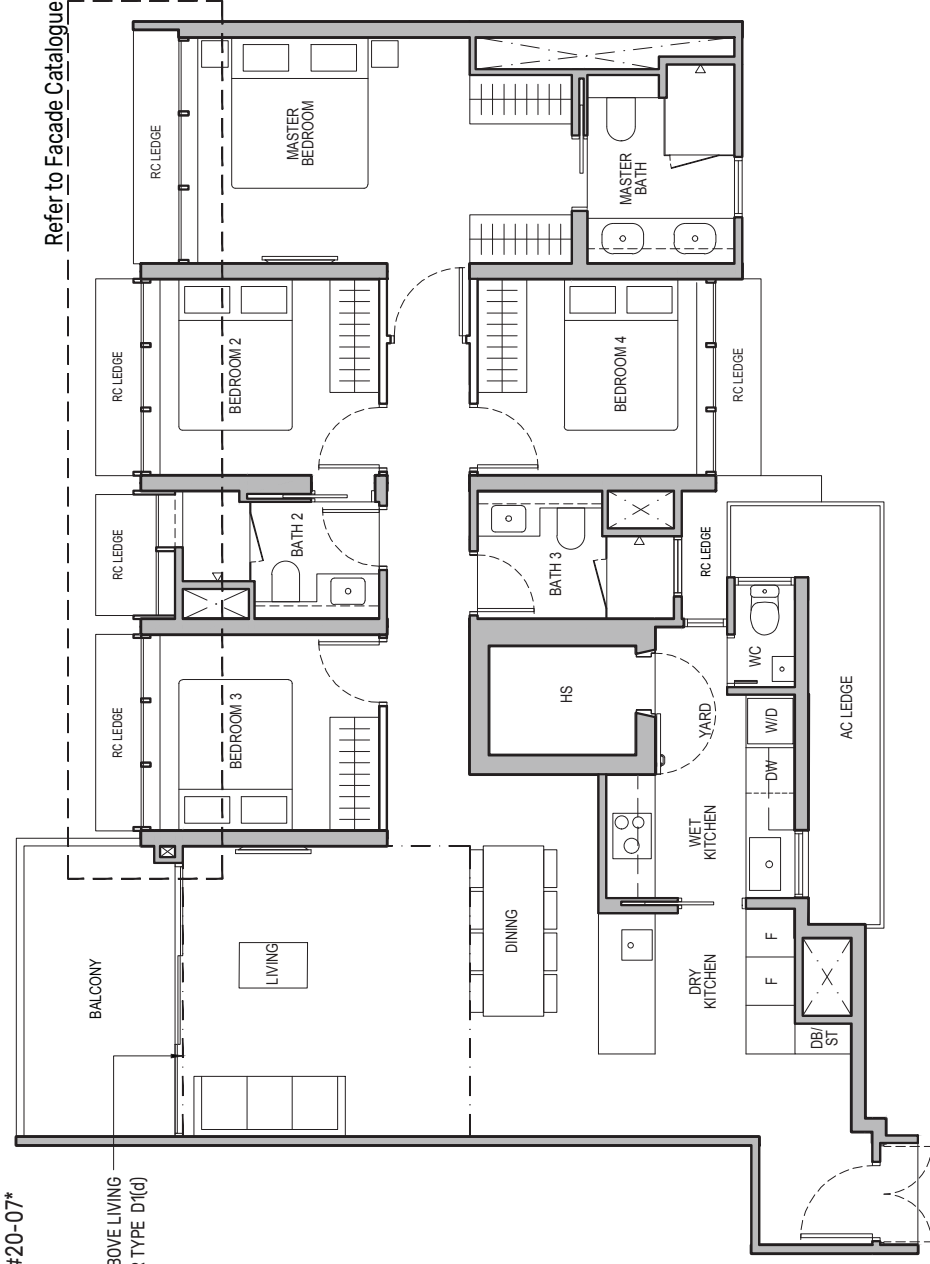 Refer to Facade Catalogue
#20-07*
BOVE LIVING
R TYPE D1(d)
RC LEDGE
MASTER
BEDROOM
MASTER
BATH
RC LEDGE
BEDROOM 2
BEDROOM 4
RC LEDGE
RC LEDGE
BATH 2
BATH 3
RC LEDGE
RC LEDGE
BEDROOM 3
HS
YARD
WC
W/D
DW
AC LEDGE
WET
KITCHEN
BALCONY
LIVING
DINING
DRY
KITCHEN
F
F
DB/
ST